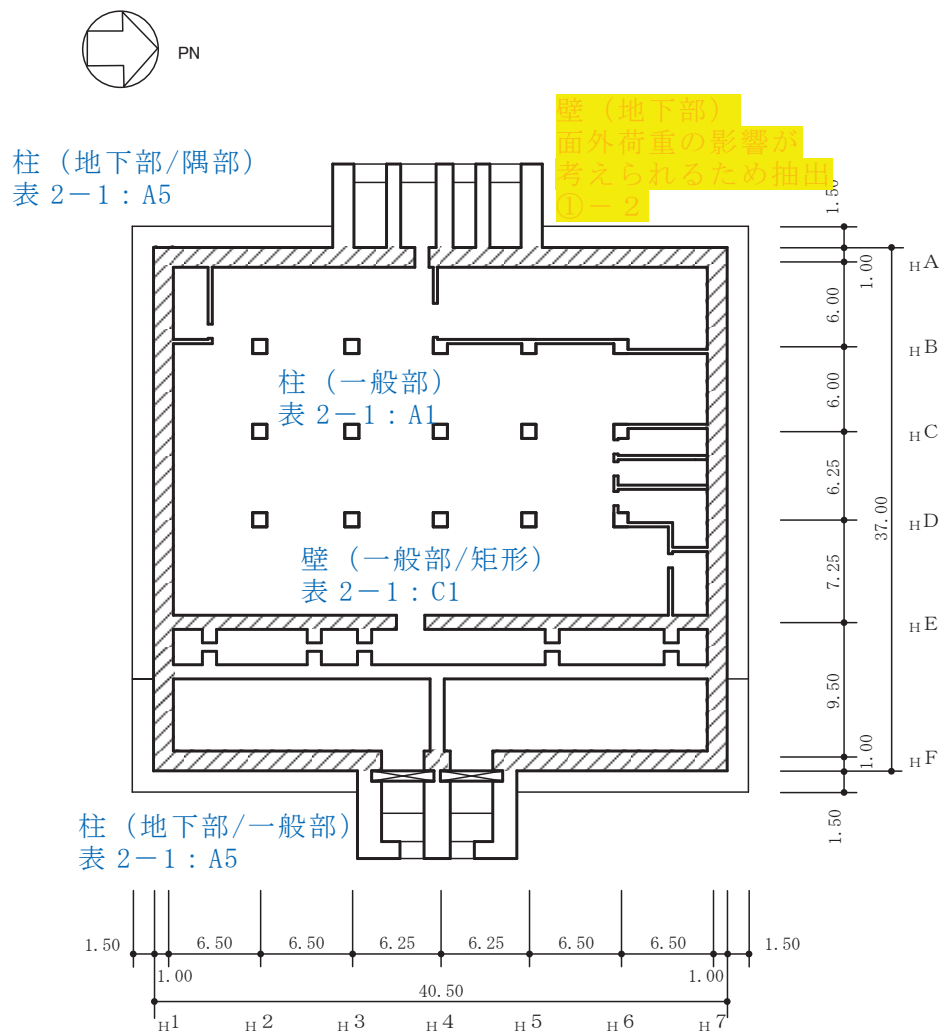 PN
壁（地下部）
面外荷重の影響が
考えられるため抽出
①－２
柱（地下部/隅部）
表 2－1：A5
柱（一般部）
表 2－1：A1
壁（一般部/矩形）
表 2－1：C1
柱（地下部/一般部）
表 2－1：A5
1.50
1.00
6.00
6.00
6.25
7.25
9.50
1.00
1.50
37.00
HA
HB
HC
HD
HE
HF
1.50 6.50 6.50 6.25 6.25 6.50 6.50 1.50
1.00 1.00
40.50
H1 H2 H3 H4 H5 H6 H7